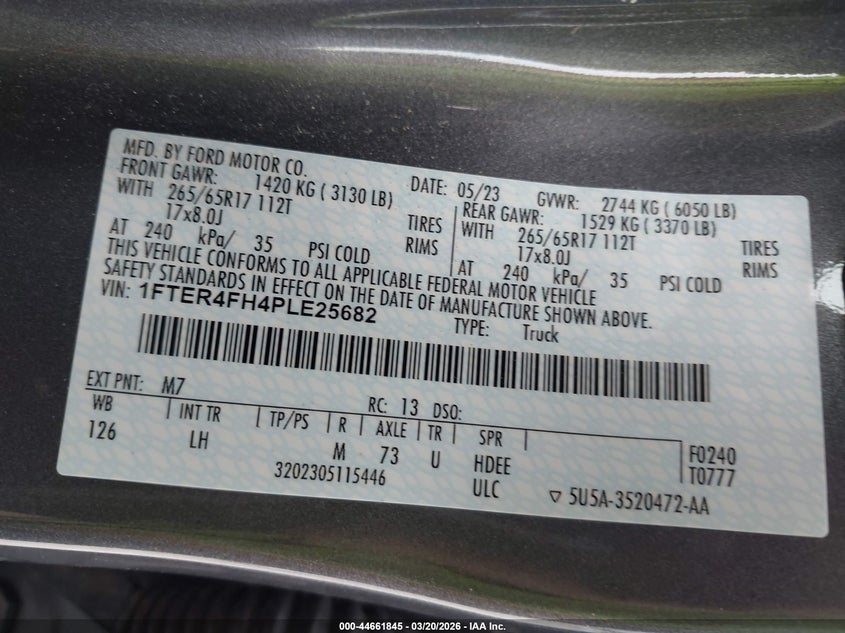 MFD. BY FORD MOTOR CO.
DATE: 05/23 GVWR: 2744 KG ( 6050 LB)
FRONT GAWR: 1420 KG ( 3130 LB) REAR GAWR: 1529 KG ( 3370 LB)
WITH 265/65R17 112T TIRES WITH 265/65R17 112T TIRES
17x8.0J RIMS 17x8.0J RIMS
AT 240 kPa/ 35 PSI COLD AT 240 kPa/ 35 PSI COLD
THIS VEHICLE CONFORMS TO ALL APPLICABLE FEDERAL MOTOR VEHICLE
SAFETY STANDARDS IN EFFECT ON THE DATE OF MANUFACTURE SHOWN ABOVE.
VIN: 1FTER4FH4PLE25682 TYPE: Truck
EXT PNT: M7 RC: 13 DSO:
WB INT TR TP/PS R AXLE TR SPR
126 LH M 73 U HDEE F0240
3202305115446 ULC T0777
5U5A-3520472-AA
000-44661845 - 03/20/2026 - IAA Inc.